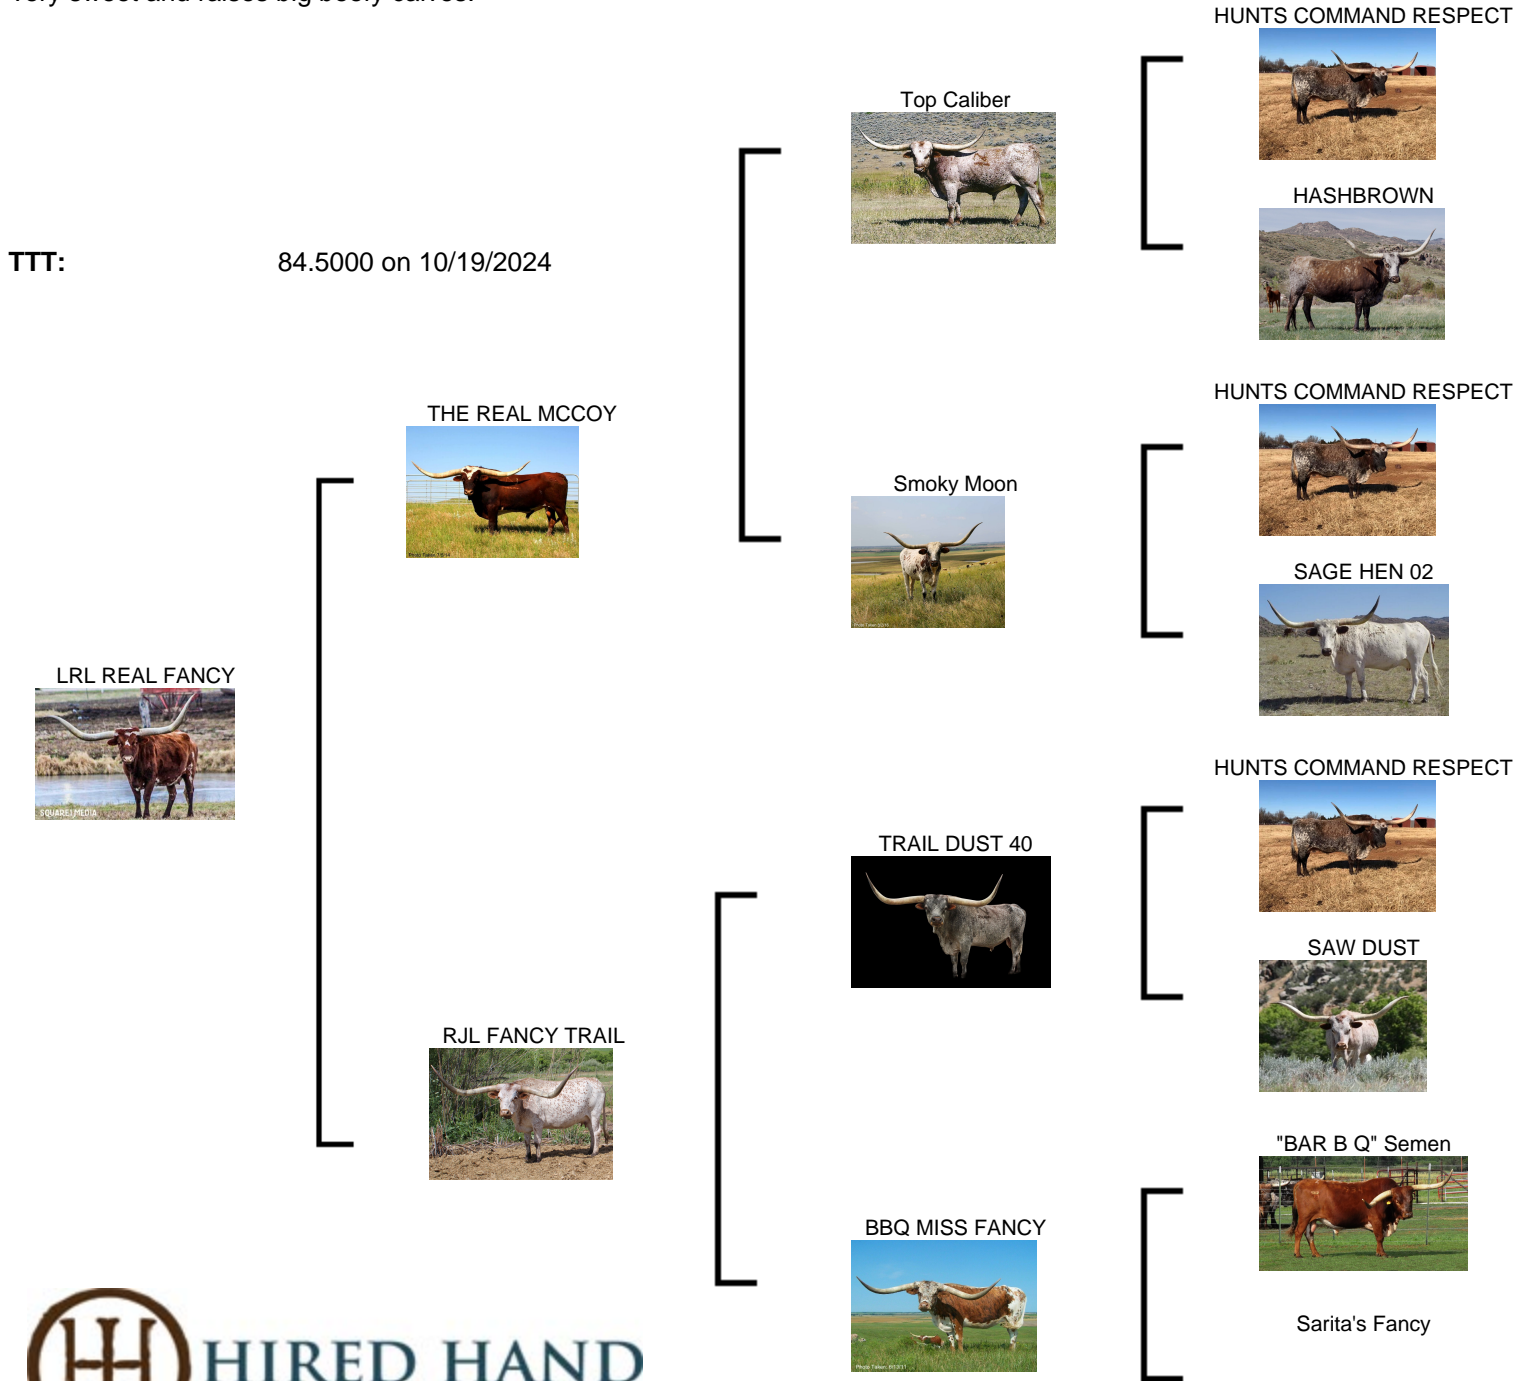 HUNTS COMMAND RESPECT
Top Caliber
HASHBROWN
TTT: 84.5000 on 10/19/2024
HUNTS COMMAND RESPECT
THE REAL MCCOY
Smoky Moon
SAGE HEN 02
LRL REAL FANCY
SQUARE1MEDIA
HUNTS COMMAND RESPECT
TRAIL DUST 40
SAW DUST
RJL FANCY TRAIL
"BAR B Q" Semen
BBQ MISS FANCY
Sarita's Fancy
HIRED HAND